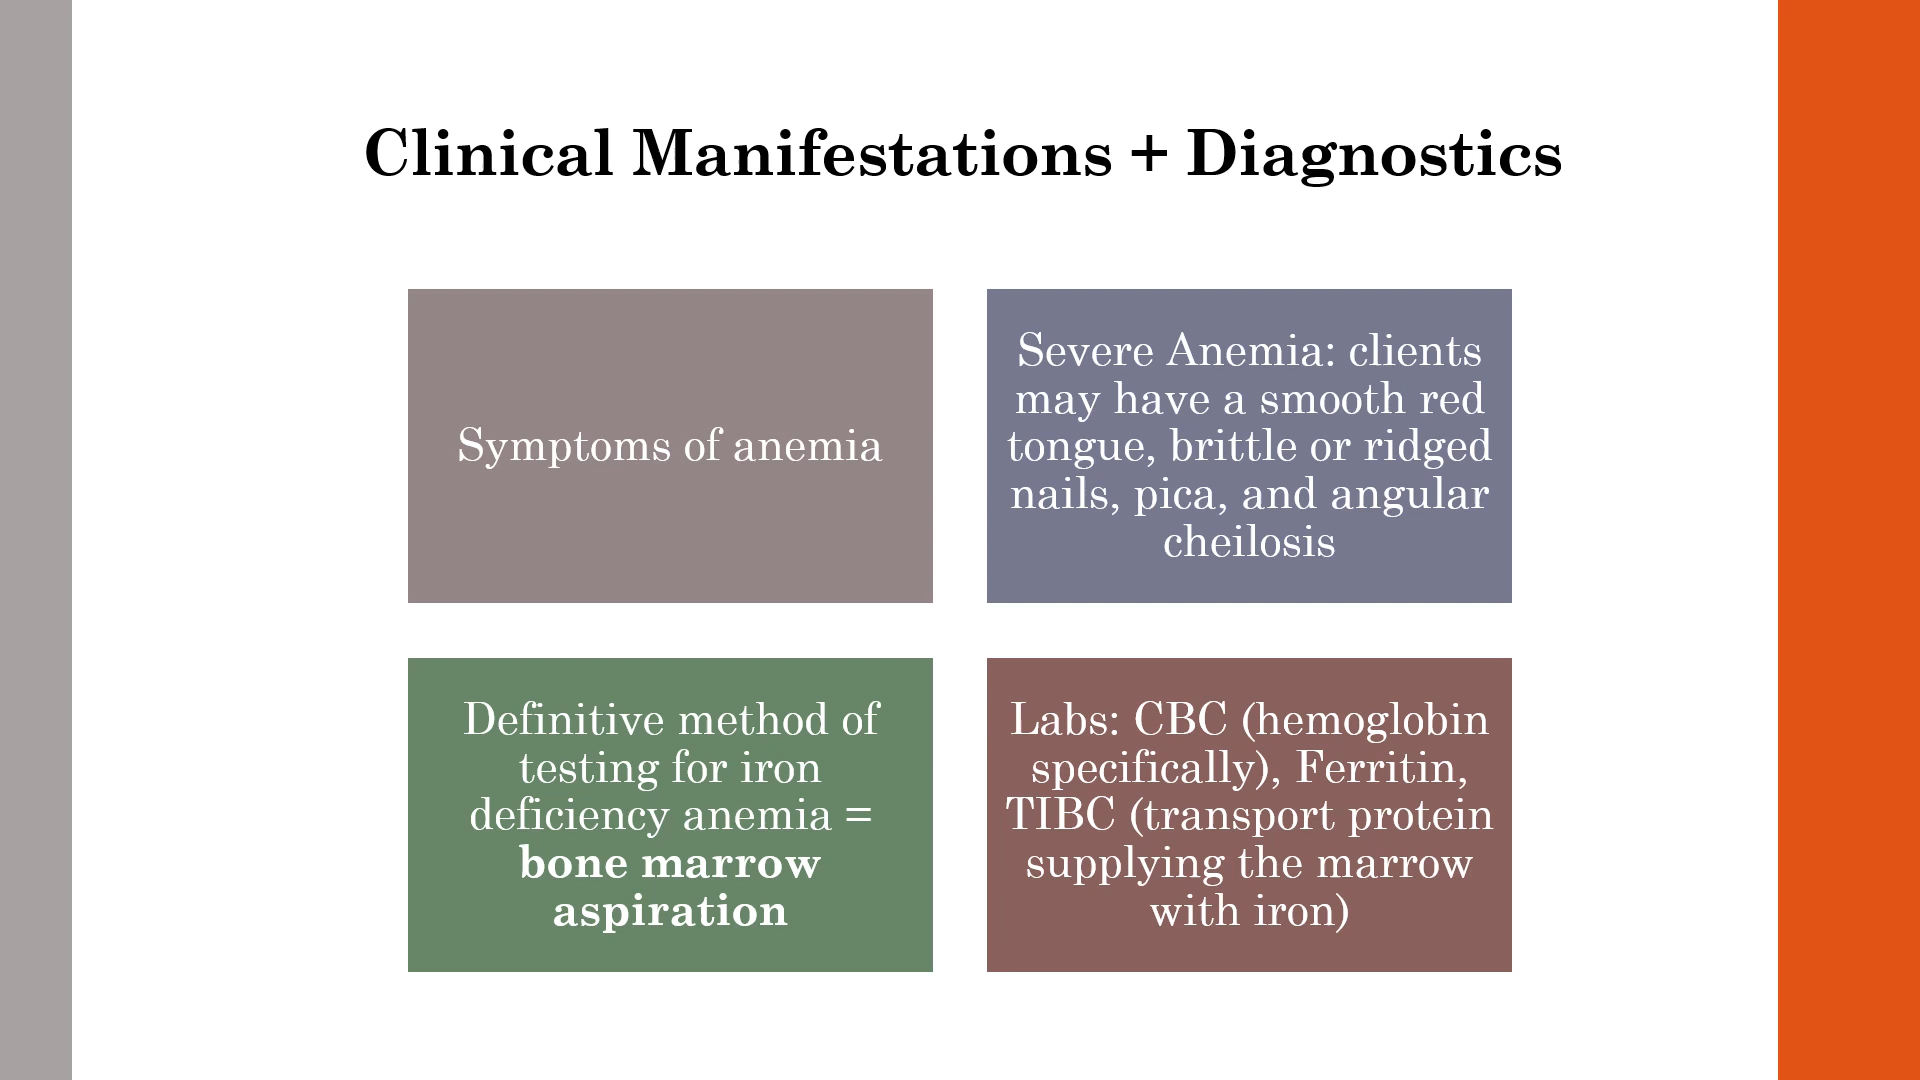 Clinical Manifestations + Diagnostics
Symptoms of anemia
Severe Anemia: clients
may have a smooth red
tongue, brittle or ridged
nails, pica, and angular
cheilosis
Definitive method of
testing for iron
deficiency anemia =
bone marrow
aspiration
Labs: CBC (hemoglobin
specifically), Ferritin,
TIBC (transport protein
supplying the marrow
with iron)